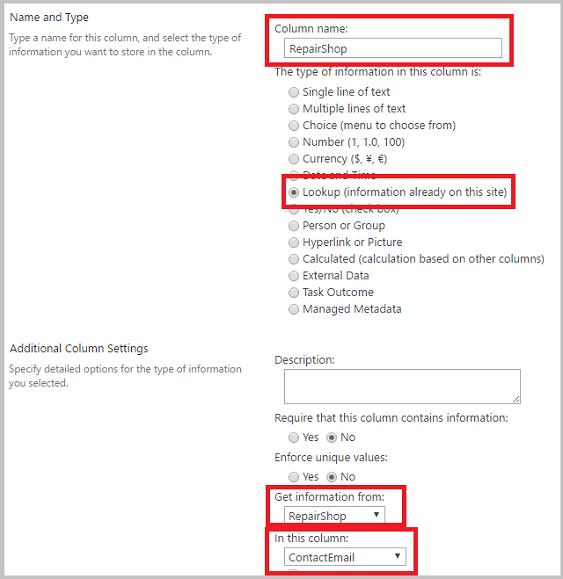 Name and Type
Type a name for this column, and select the type of
information you want to store in the column.
Column name:
RepairShop
The type of information in this column is:
Single line of text
Multiple lines of text
Choice (menu to choose from)
Number (1, 1.0, 100)
Currency ($, ¥, €)
Date and Time
Lookup (information already on this site)
Yes/No (check box)
Person or Group
Hyperlink or Picture
Calculated (calculation based on other columns)
External Data
Task Outcome
Managed Metadata
Additional Column Settings
Specify detailed options for the type of information
you selected.
Description:
Require that this column contains information:
Yes No
Enforce unique values:
Yes No
Get information from:
RepairShop
In this column:
ContactEmail